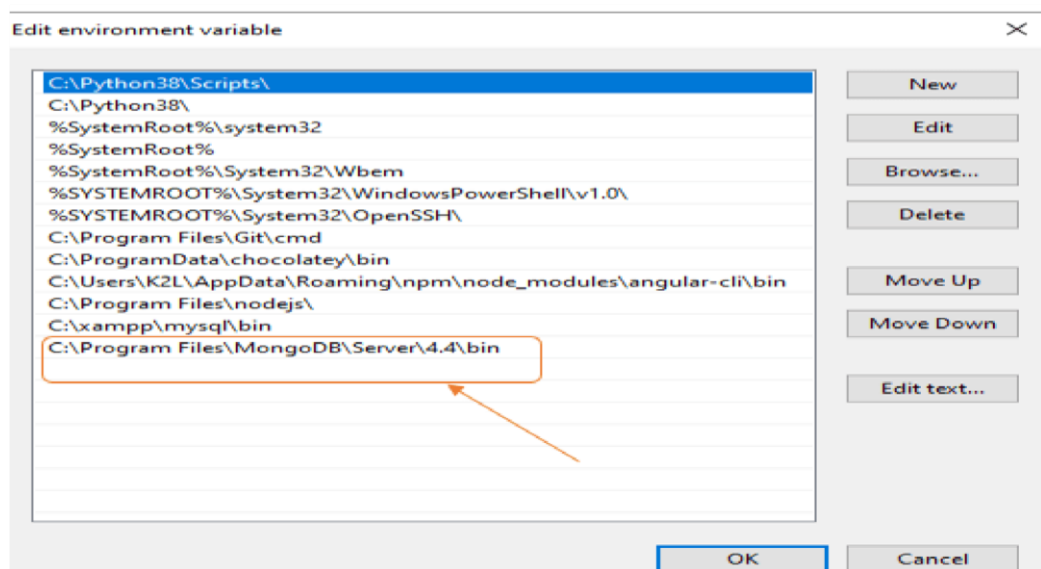 Edit environment variable
C:\Python38\Scripts\
New
C:\Python38\
%SystemRoot%\system32
Edit
%SystemRoot%
%SystemRoot%\System32\Wbem
Browse...
%SYSTEMROOT%\System32\WindowsPowerShell\v1.0\
%SYSTEMROOT%\System32\OpenSSH\
Delete
C:\Program Files\Git\cmd
C:\ProgramData\chocolatey\bin
C:\Users\K2L\AppData\Roaming\npm\node_modules\angular-cli\bin
Move Up
C:\Program Files\nodejs\
C:\xampp\mysql\bin
Move Down
C:\Program Files\MongoDB\Server\4.4\bin
Edit text...
OK
Cancel